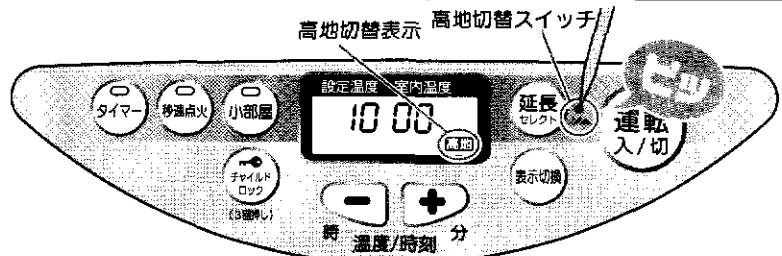 高地切替表示
高地切替スイッチ
設定温度 室内温度
10 00
高地
タイマー
秒速点火
小部屋
延長
セレクト
ピッ
運転
入/切
チャイルド
ロック
(3秒押し)
表示切換
− +
時 温度/時刻 分